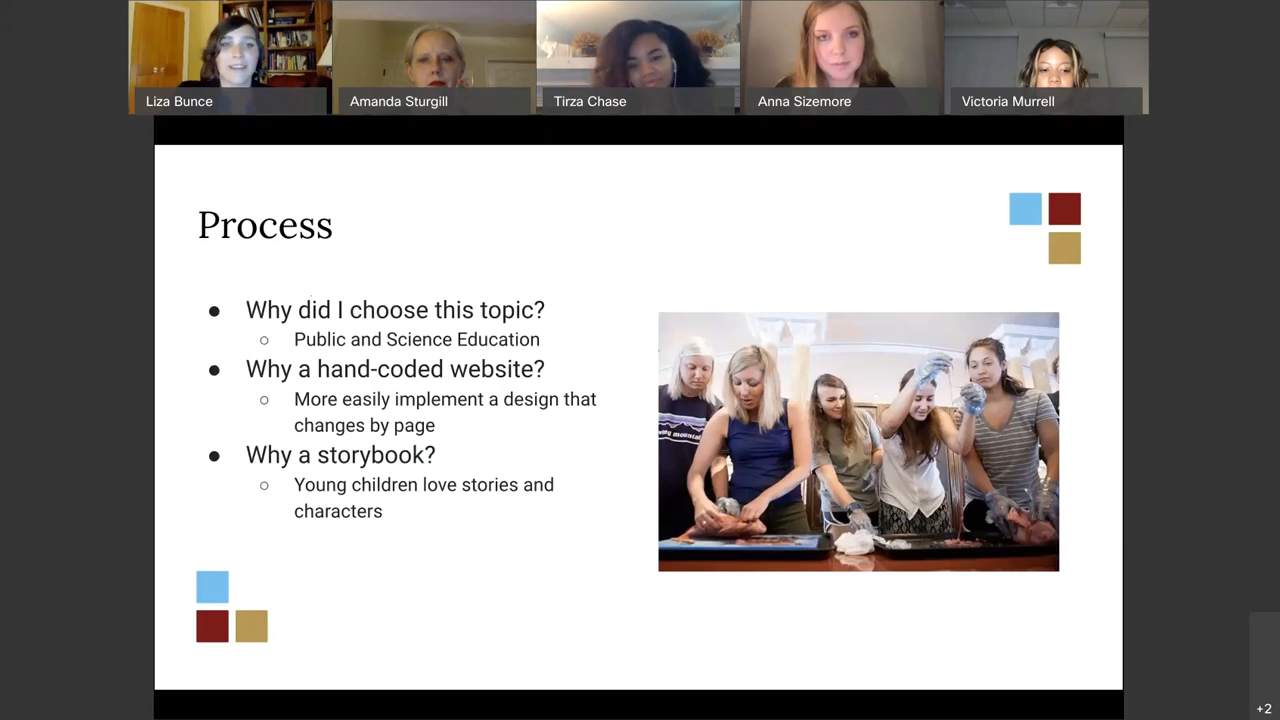 Liza Bunce
Amanda Sturgill
Tirza Chase
Anna Sizemore
Victoria Murrell
Process
● Why did I choose this topic?
○ Public and Science Education
● Why a hand-coded website?
○ More easily implement a design that
changes by page
● Why a storybook?
○ Young children love stories and
characters
+2